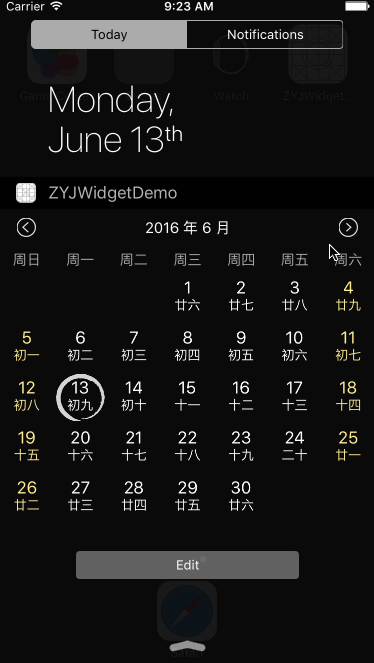 Carrier 9:23 AM
Today Notifications
Watch ZYJWidget...
Monday,
June 13th
ZYJWidgetDemo
2016 年 6 月
周日 周一 周二 周三 周四 周五 周六
1 2 3 4
廿六 廿七 廿八 廿九
5 6 7 8 9 10 11
初一 初二 初三 初四 初五 初六 初七
12 13 14 15 16 17 18
初八 初九 初十 十一 十二 十三 十四
19 20 21 22 23 24 25
十五 十六 十七 十八 十九 二十 廿一
26 27 28 29 30
廿二 廿三 廿四 廿五 廿六
Edit